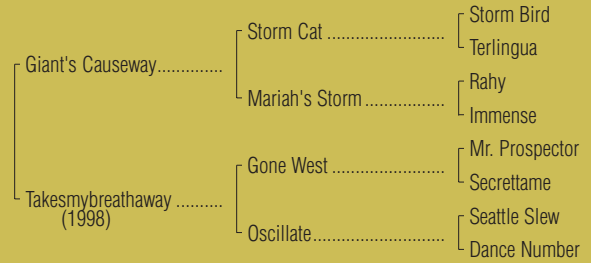 Storm Bird
Storm Cat ....................
Terlingua
Giant's Causeway.............
Rahy
Mariah's Storm .................
Immense
Mr. Prospector
Gone West .......................
Secrettame
Takesmybreathaway .........
(1998)
Seattle Slew
Oscillate..........................
Dance Number